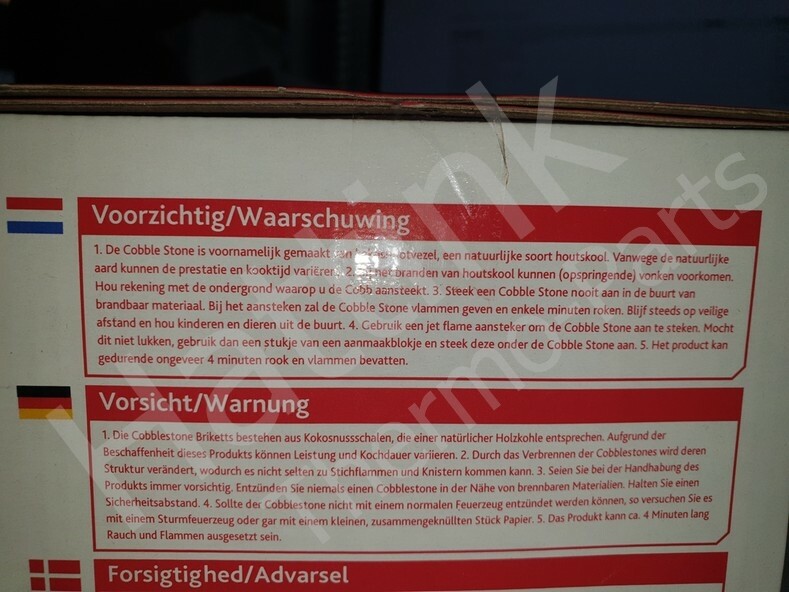 Voorzichtig/Waarschuwing
1. De Cobble Stone is voornamelijk gemaakt van vezel, een natuurlijke soort houtskool. Vanwege de natuurlijke
aard kunnen de prestatie en kooktijd variëren. 2. het branden van houtskool kunnen (opspringende) vonken voorkomen.
Hou rekening met de ondergrond waarop u de Cobb aansteekt. 3. Steek een Cobble Stone nooit aan in de buurt van
brandbaar materiaal. Bij het aansteken zal de Cobble Stone vlammen geven en enkele minuten roken. Blijf steeds op veilige
afstand en hou kinderen en dieren uit de buurt. 4. Gebruik een jet flame aansteker om de Cobble Stone aan te steken. Mocht
dit niet lukken, gebruik dan een stukje van een aanmaakblokje en steek deze onder de Cobble Stone aan. 5. Het product kan
gedurende ongeveer 4 minuten rook en vlammen bevatten.
Vorsicht/Warnung
1. Die Cobblestone Briketts bestehen aus Kokosnussschalen, die einer natürlicher Holzkohle entsprechen. Aufgrund der
Beschaffenheit dieses Produkts können Leistung und Kochdauer variieren. 2. Durch das Verbrennen der Cobblestones wird deren
Struktur verändert, wodurch es nicht selten zu Stichflammen und Knistern kommen kann. 3. Seien Sie bei der Handhabung des
Produkts immer vorsichtig. Entzünden Sie niemals einen Cobblestone in der Nähe von brennbaren Materialien. Halten Sie einen
Sicherheitsabstand. 4. Sollte der Cobblestone nicht mit einem normalen Feuerzeug entzündet werden können, so versuchen Sie es
mit einem Sturmfeuerzeug oder gar mit einem kleinen, zusammengeknüllten Stück Papier. 5. Das Produkt kann ca. 4 Minuten lang
Rauch und Flammen ausgesetzt sein.
Forsigtighed/Advarsel